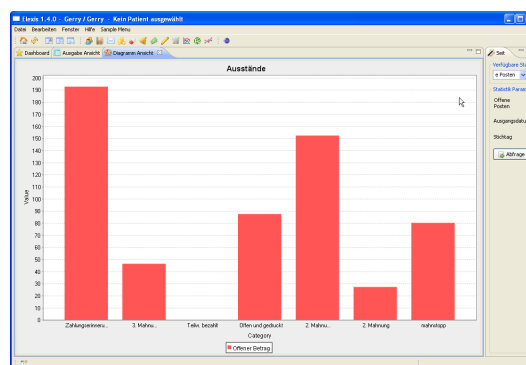 Elexis 1.4.0 - Gerry / Gerry - Kein Patient ausgewählt
Datei Bearbeiten Fenster Hilfe Sample Menu
Dashboard Ausgabe Ansicht Diagramm Ansicht
Seit
Verfügbare Sta
e Posten
Statistik Param
Offene
Posten
Ausgangsdatu
Stichtag
Abfrage
Ausstände
200
190
180
170
160
150
140
130
120
110
100
90
80
70
60
50
40
30
20
10
0
Value
Zahlungserinneru... 3. Mahnu... Teilw. bezahlt Offen und gedruckt 2. Mahnu... 2. Mahnung mahnstopp
Category
Offener Betrag